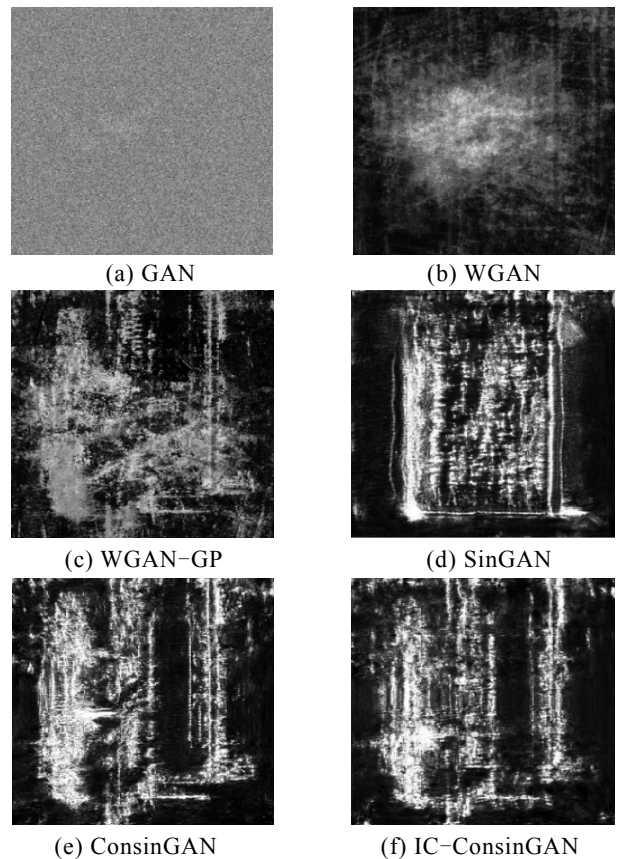 (a) GAN
(b) WGAN
(c) WGAN-GP
(d) SinGAN
(e) ConsinGAN
(f) IC-ConsinGAN